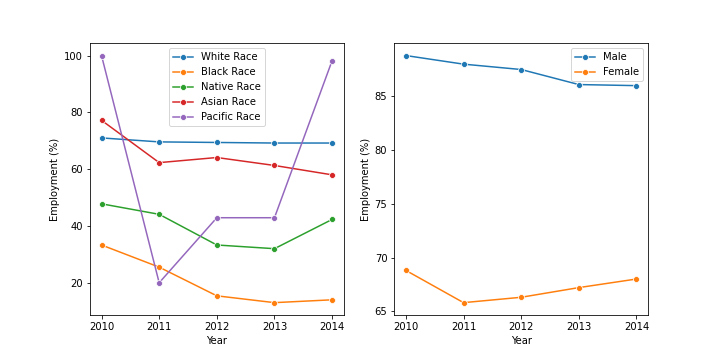 100
80
60
40
20
Employment (%)
2010 2011 2012 2013 2014
Year
White Race
Black Race
Native Race
Asian Race
Pacific Race
85
80
75
70
65
Employment (%)
2010 2011 2012 2013 2014
Year
Male
Female